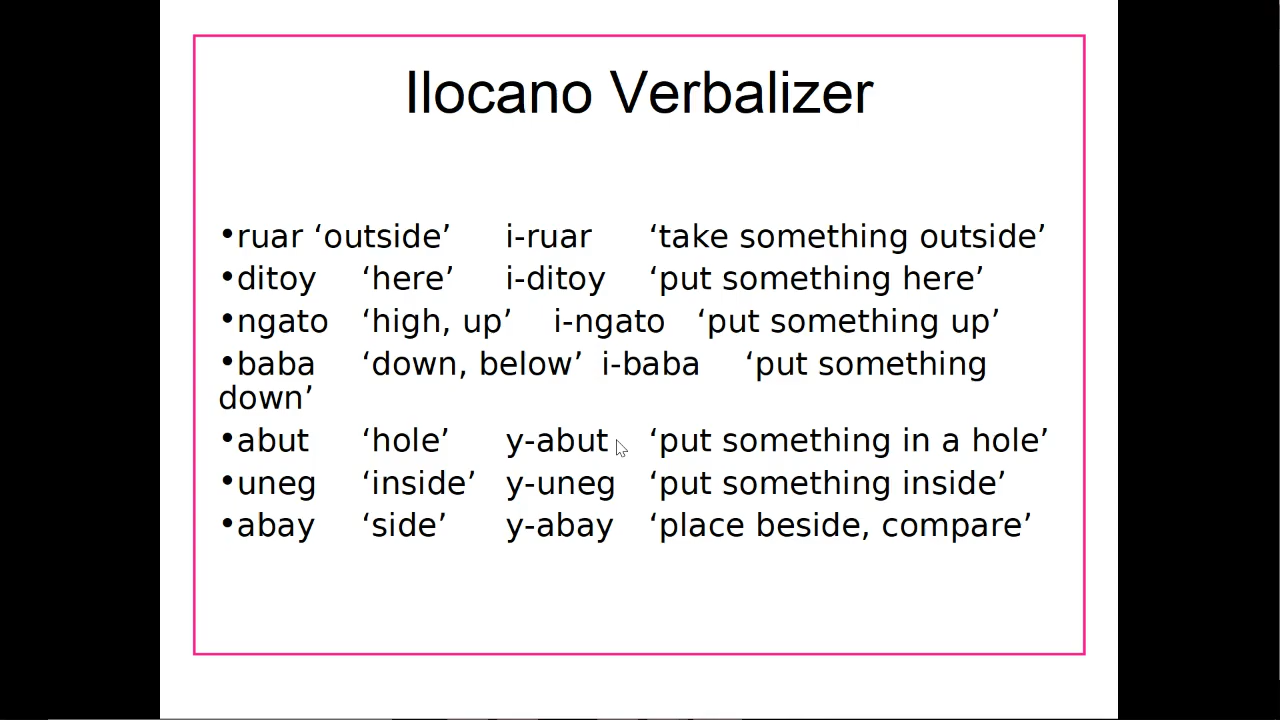 Ilocano Verbalizer
•ruar ‘outside’ i-ruar ‘take something outside’
•ditoy ‘here’ i-ditoy ‘put something here’
•ngato ‘high, up’ i-ngato ‘put something up’
•baba ‘down, below’ i-baba ‘put something
down’
•abut ‘hole’ y-abut ‘put something in a hole’
•uneg ‘inside’ y-uneg ‘put something inside’
•abay ‘side’ y-abay ‘place beside, compare’